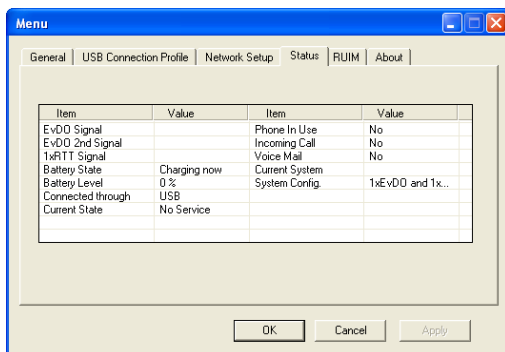 Menu
General USB Connection Profile Network Setup Status RUIM About
Item Value Item Value
EvDO Signal Phone In Use No
EvDO 2nd Signal Incoming Call No
1xRTT Signal Voice Mail No
Battery State Charging now Current System
Battery Level 0 % System Config. 1xEvDO and 1x...
Connected through USB
Current State No Service
OK Cancel Apply